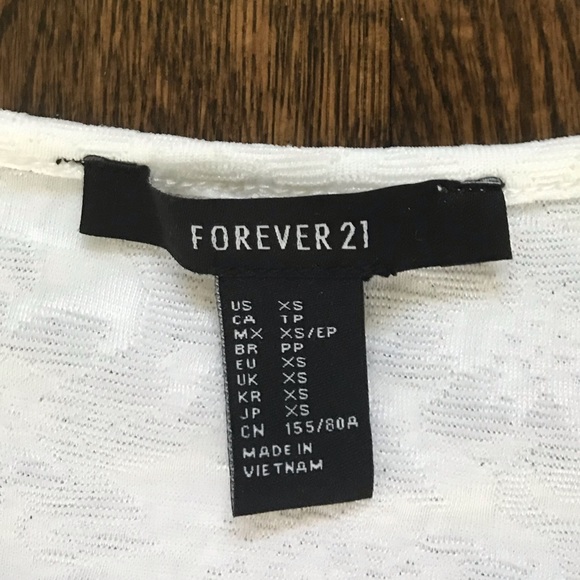 FOREVER 21
US XS
CA TP
MX XS/EP
BR PP
EU XS
UK XS
KR XS
JP XS
CN 155/80A
MADE IN
VIETNAM